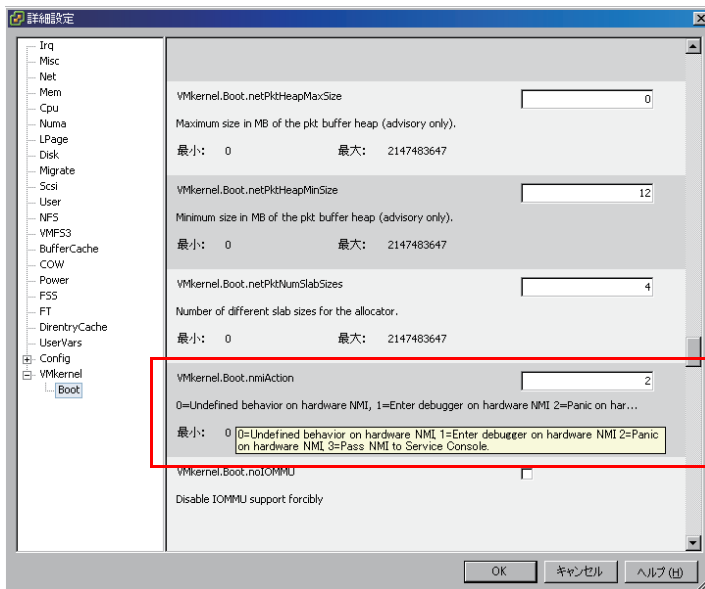 詳細設定
Irq
Misc
Net
Mem
Cpu
Numa
LPage
Disk
Migrate
Scsi
User
NFS
VMFS3
BufferCache
COW
Power
FSS
FT
DirentryCache
UserVars
Config
VMkernel
Boot
VMkernel.Boot.netPktHeapMaxSize 0
Maximum size in MB of the pkt buffer heap (advisory only).
最小: 0 最大: 2147483647
VMkernel.Boot.netPktHeapMinSize 12
Minimum size in MB of the pkt buffer heap (advisory only).
最小: 0 最大: 2147483647
VMkernel.Boot.netPktNumSlabSizes 4
Number of different slab sizes for the allocator.
最小: 0 最大: 2147483647
VMkernel.Boot.nmiAction 2
0=Undefined behavior on hardware NMI, 1=Enter debugger on hardware NMI 2=Panic on har...
最小: 0
0=Undefined behavior on hardware NMI, 1=Enter debugger on hardware NMI 2=Panic
on hardware NMI, 3=Pass NMI to Service Console.
VMkernel.Boot.noIOMMU
Disable IOMMU support forcibly
OK キャンセル ヘルプ(H)